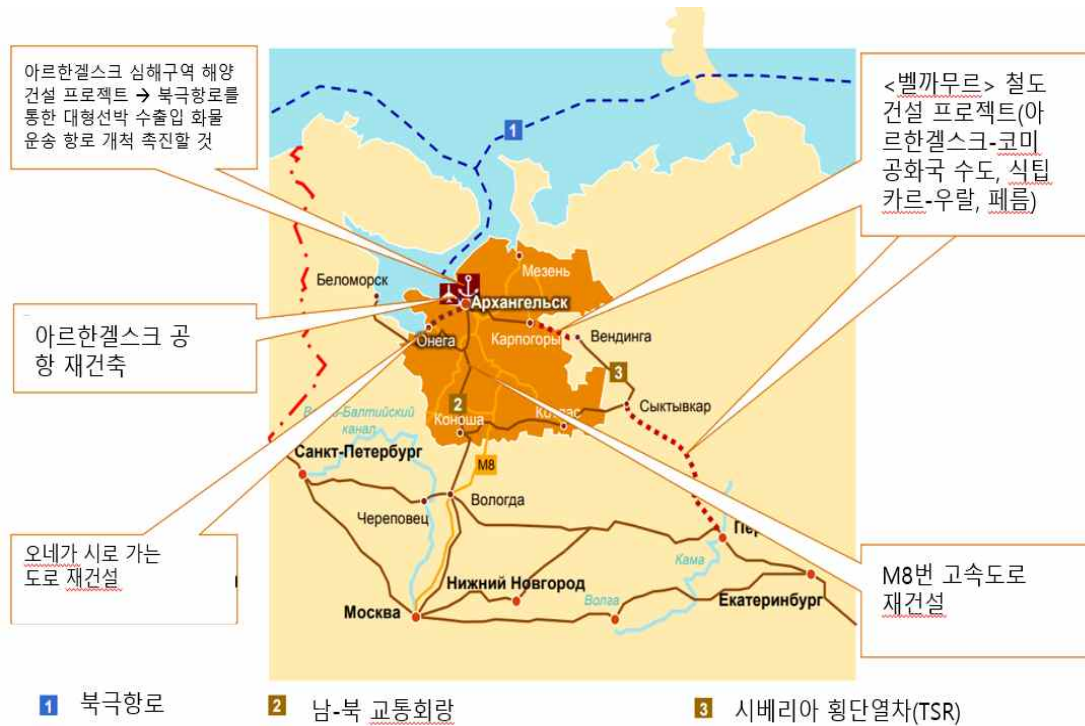 아르한겔스크 심해구역 해양
건설 프로젝트 → 북극항로를
통한 대형선박 수출입 화물
운송 항로 개척 촉진할 것
<벨까무르> 철도
건설 프로젝트(아
르한겔스크-코미
공화국 수도, 식팁
카르-우랄, 페름)
1
Мезень
Беломорск
Архангельск
아르한겔스크 공
항 재건축
Онега
Карпогоры
Вендинга
3
2
Сыктывкар
Коноша
канал
Санкт-Петербург
M8
Вологда
Череповец
오네가 시로 가는
도로 재건설
Кама
M8번 고속도로
재건설
Нижний Новгород
Екатеринбург
Москва
Волга
1 북극항로
2 남-북 교통회랑
3 시베리아 횡단열차(TSR)